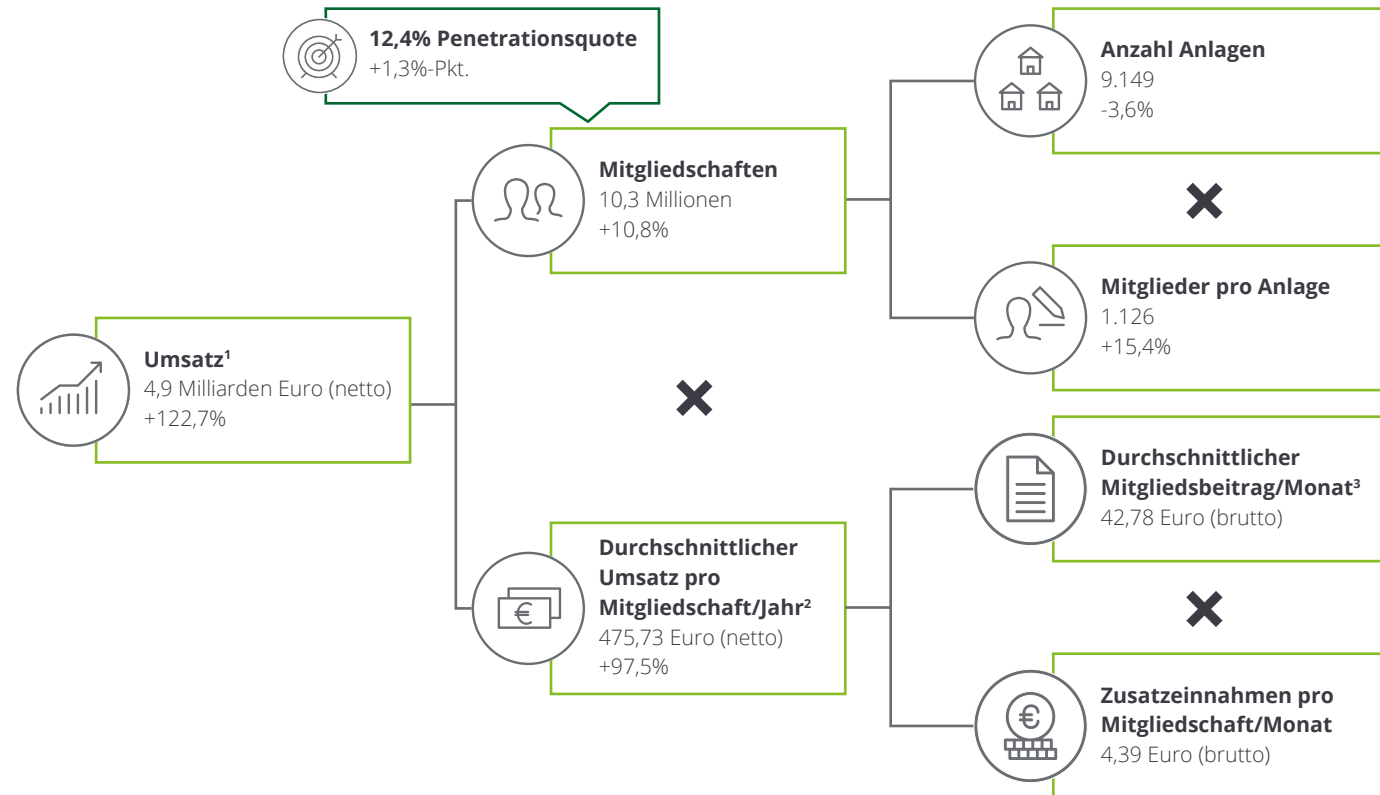 12,4% Penetrationsquote
+1,3%-Pkt.
Mitgliedschaften
10,3 Millionen
+10,8%
Anzahl Anlagen
9.149
-3,6%
Mitglieder pro Anlage
1.126
+15,4%
Umsatz¹
4,9 Milliarden Euro (netto)
+122,7%
Durchschnittlicher
Umsatz pro
Mitgliedschaft/Jahr²
475,73 Euro (netto)
+97,5%
Durchschnittlicher
Mitgliedsbeitrag/Monat³
42,78 Euro (brutto)
Zusatzeinnahmen pro
Mitgliedschaft/Monat
4,39 Euro (brutto)